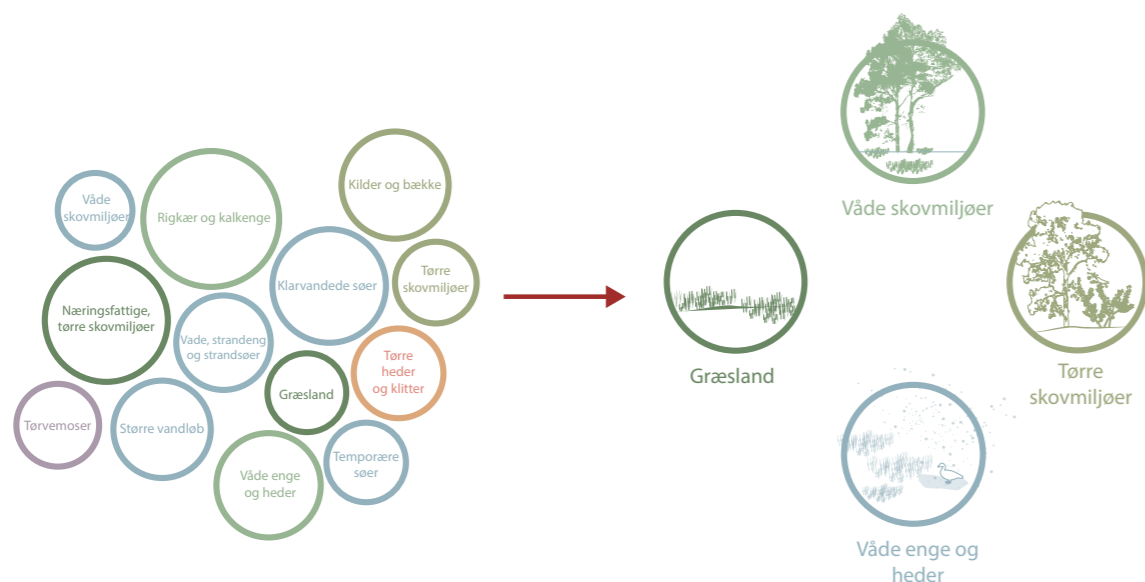 Våde
skovmiljøer
Rigkær og kalkenge
Kilder og bække
Klarvandede søer
Tørre
skovmiljøer
Næringsfattige,
tørre skovmiljøer
Vade, strandeng
og strandsøer
Tørre
heder
og klitter
Græsland
Tørvemoser
Større vandløb
Våde enge
og heder
Temporære
søer
Våde skovmiljøer
Græsland
Tørre
skovmiljøer
Våde enge og
heder